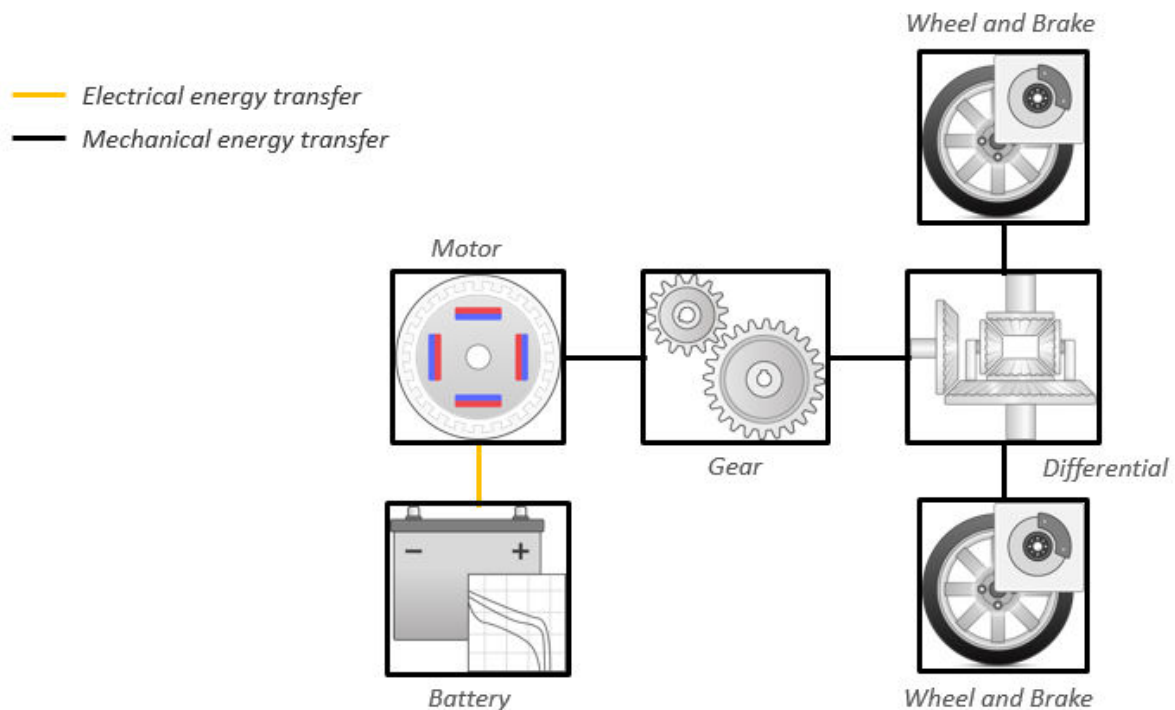 Wheel and Brake
Electrical energy transfer
Mechanical energy transfer
Motor
Gear
Differential
− +
Battery
Wheel and Brake